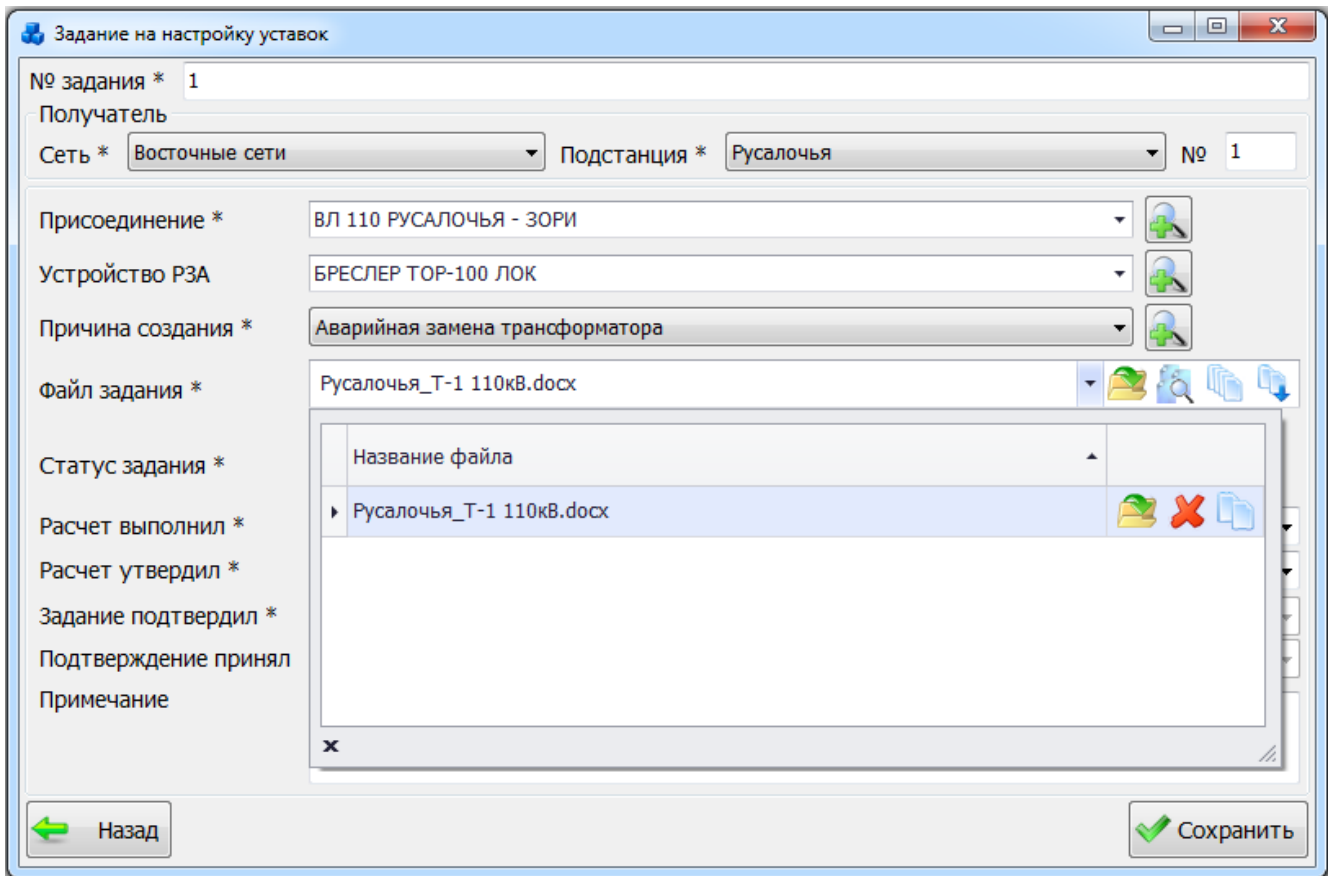 Задание на настройку уставок
№ задания * 1
Получатель
Сеть * Восточные сети Подстанция * Русалочья № 1
Присоединение * ВЛ 110 РУСАЛОЧЬЯ - ЗОРИ
Устройство РЗА БРЕСЛЕР ТОР-100 ЛОК
Причина создания * Аварийная замена трансформатора
Файл задания * Русалочья_Т-1 110кВ.docx
Название файла
Статус задания *
Русалочья_Т-1 110кВ.docx
Расчет выполнил *
Расчет утвердил *
Задание подтвердил *
Подтверждение принял
Примечание
Назад Сохранить